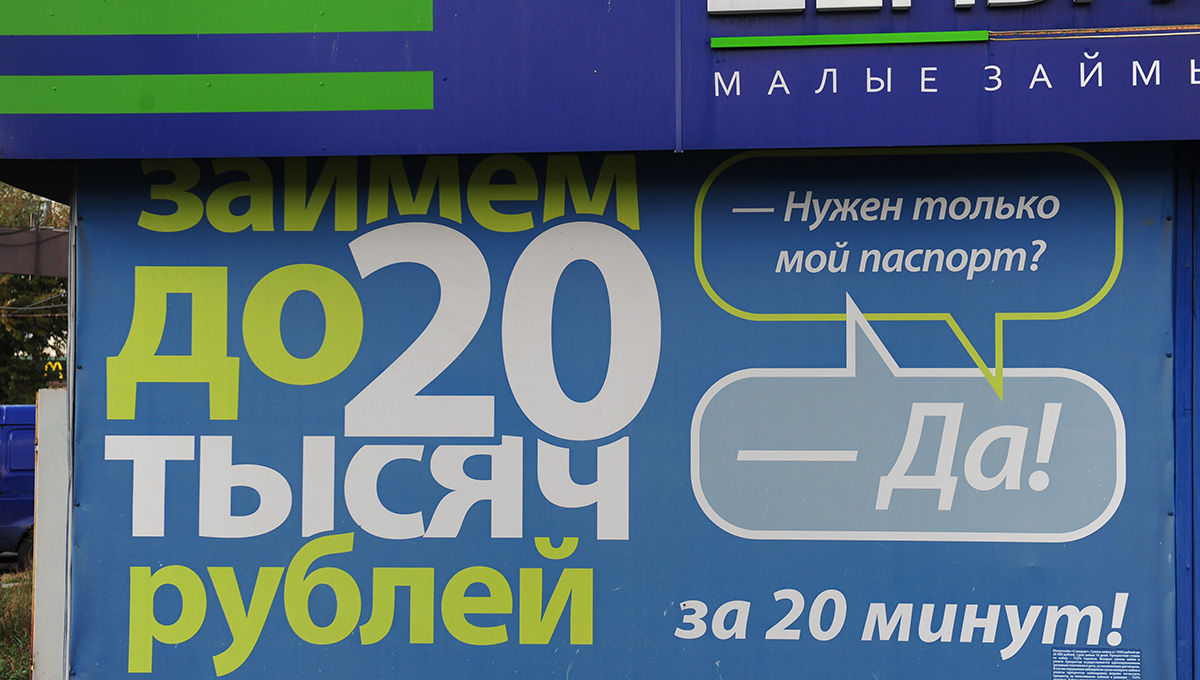 МАЛЫЕ ЗАЙМЫ
займем
до 20
тысяч
рублей
— Нужен только
мой паспорт?
— Да!
за 20 минут!